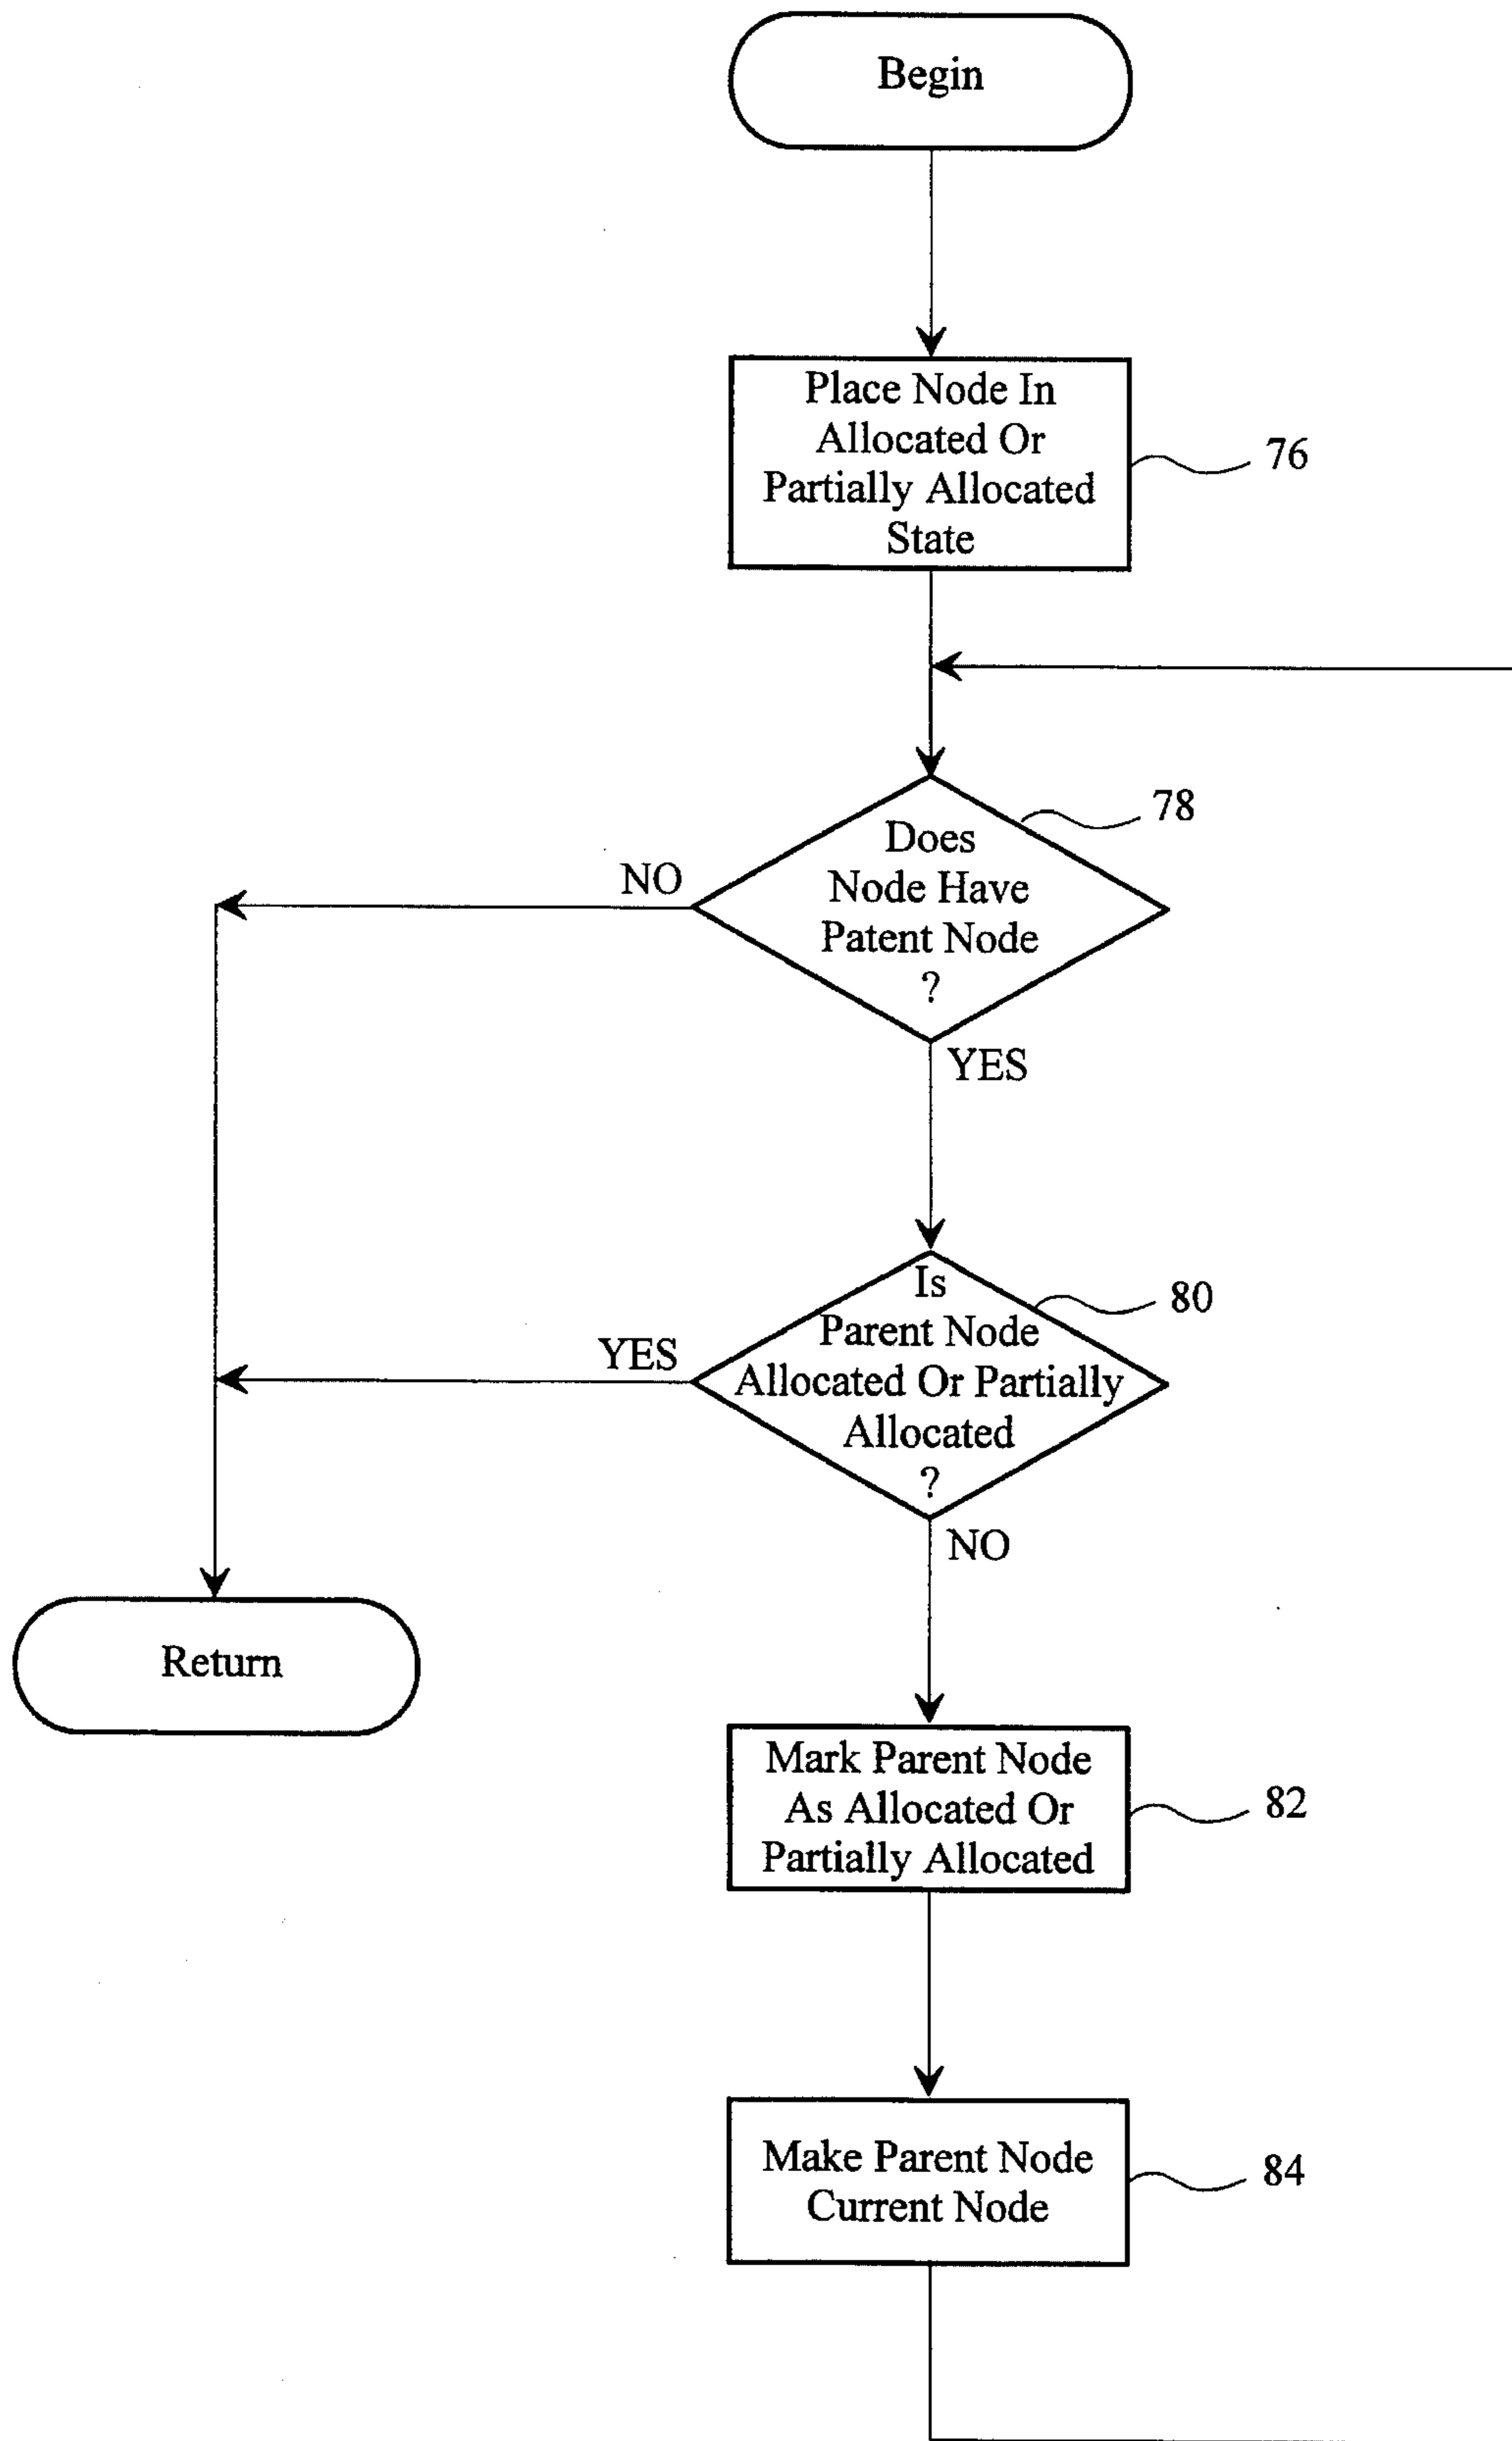 Begin
Place Node In
Allocated Or
Partially Allocated
State
76
78
Does
Node Have
Patent Node
?
NO
YES
Is
Parent Node
Allocated Or Partially
Allocated
?
80
YES
NO
Return
Mark Parent Node
As Allocated Or
Partially Allocated
82
Make Parent Node
Current Node
84